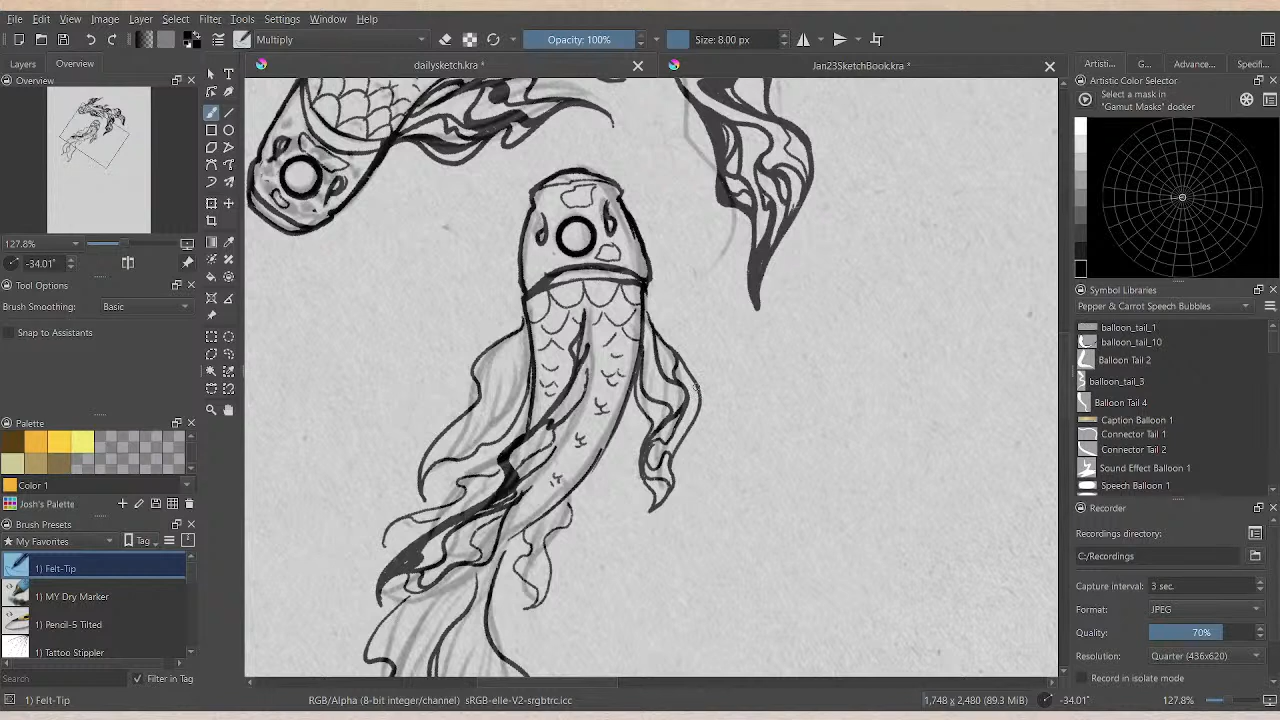 File Edit View Image Layer Select Filter Tools Settings Window Help
Multiply Opacity: 100% Size: 8.00 px
Layers Overview dailysketch.kra * Jan23SketchBook.kra * Artisti... G... Advance... Specifi...
Overview
127.8%
-34.01°
Tool Options
Brush Smoothing: Basic
Snap to Assistants
Palette
Color 1
Josh's Palette
Brush Presets
My Favorites Tag
1) Felt-Tip
1) MY Dry Marker
1) Pencil-5 Tilted
1) Tattoo Stippler
Search Filter in Tag
Artistic Color Selector
Select a mask in
"Gamut Masks" docker
Symbol Libraries
Pepper & Carrot Speech Bubbles
balloon_tail_1
balloon_tail_10
Balloon Tail 2
balloon_tail_3
Balloon Tail 4
Caption Balloon 1
Connector Tail 1
Connector Tail 2
Sound Effect Balloon 1
Speech Balloon 1
Recorder
Recordings directory:
C:/Recordings
Capture interval: 3 sec.
Format: JPEG
Quality: 70%
Resolution: Quarter (436x620)
Record in isolate mode
1) Felt-Tip RGB/Alpha (8-bit integer/channel) sRGB-elle-V2-srgbtrc.icc 1,748 x 2,480 (89.3 MiB) -34.01° 127.8%